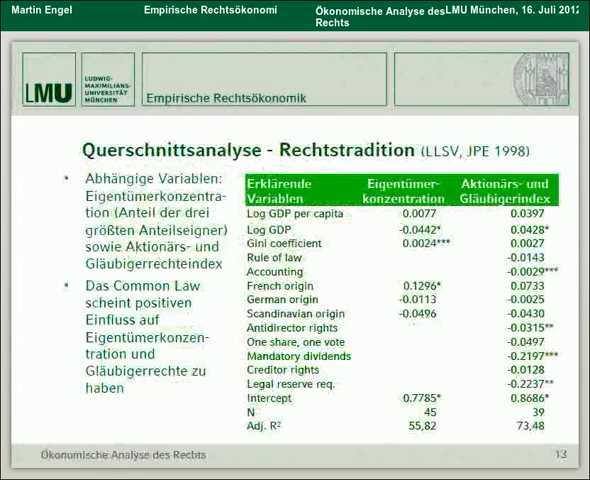 Martin Engel Empirische Rechtsökonomi Ökonomische Analyse des LMU München, 16. Juli 2012
Rechts
LMU
LUDWIG-
MAXIMILIANS-
UNIVERSITÄT
MÜNCHEN
Empirische Rechtsökonomik
Querschnittsanalyse - Rechtstradition (LLSV, JPE 1998)
• Abhängige Variablen:
Eigentümerkonzentra-
tion (Anteil der drei
größten Anteilseigner)
sowie Aktionärs- und
Gläubigerrechteindex
• Das Common Law
scheint positiven
Einfluss auf
Eigentümerkonzen-
tration und
Gläubigerrechte zu
haben
Erklärende Eigentümer- Aktionärs- und
Variablen konzentration Gläubigerindex
Log GDP per capita 0.0077 0.0397
Log GDP -0.0442* 0.0428*
Gini coefficient 0.0024*** 0.0027
Rule of law -0.0143
Accounting -0.0029***
French origin 0.1296* 0.0733
German origin -0.0113 -0.0025
Scandinavian origin -0.0496 -0.0430
Antidirector rights -0.0315**
One share, one vote -0.0497
Mandatory dividends -0.2197***
Creditor rights -0.0128
Legal reserve req. -0.2237**
Intercept 0.7785* 0.8686*
N 45 39
Adj. R² 55,82 73,48
Ökonomische Analyse des Rechts 13